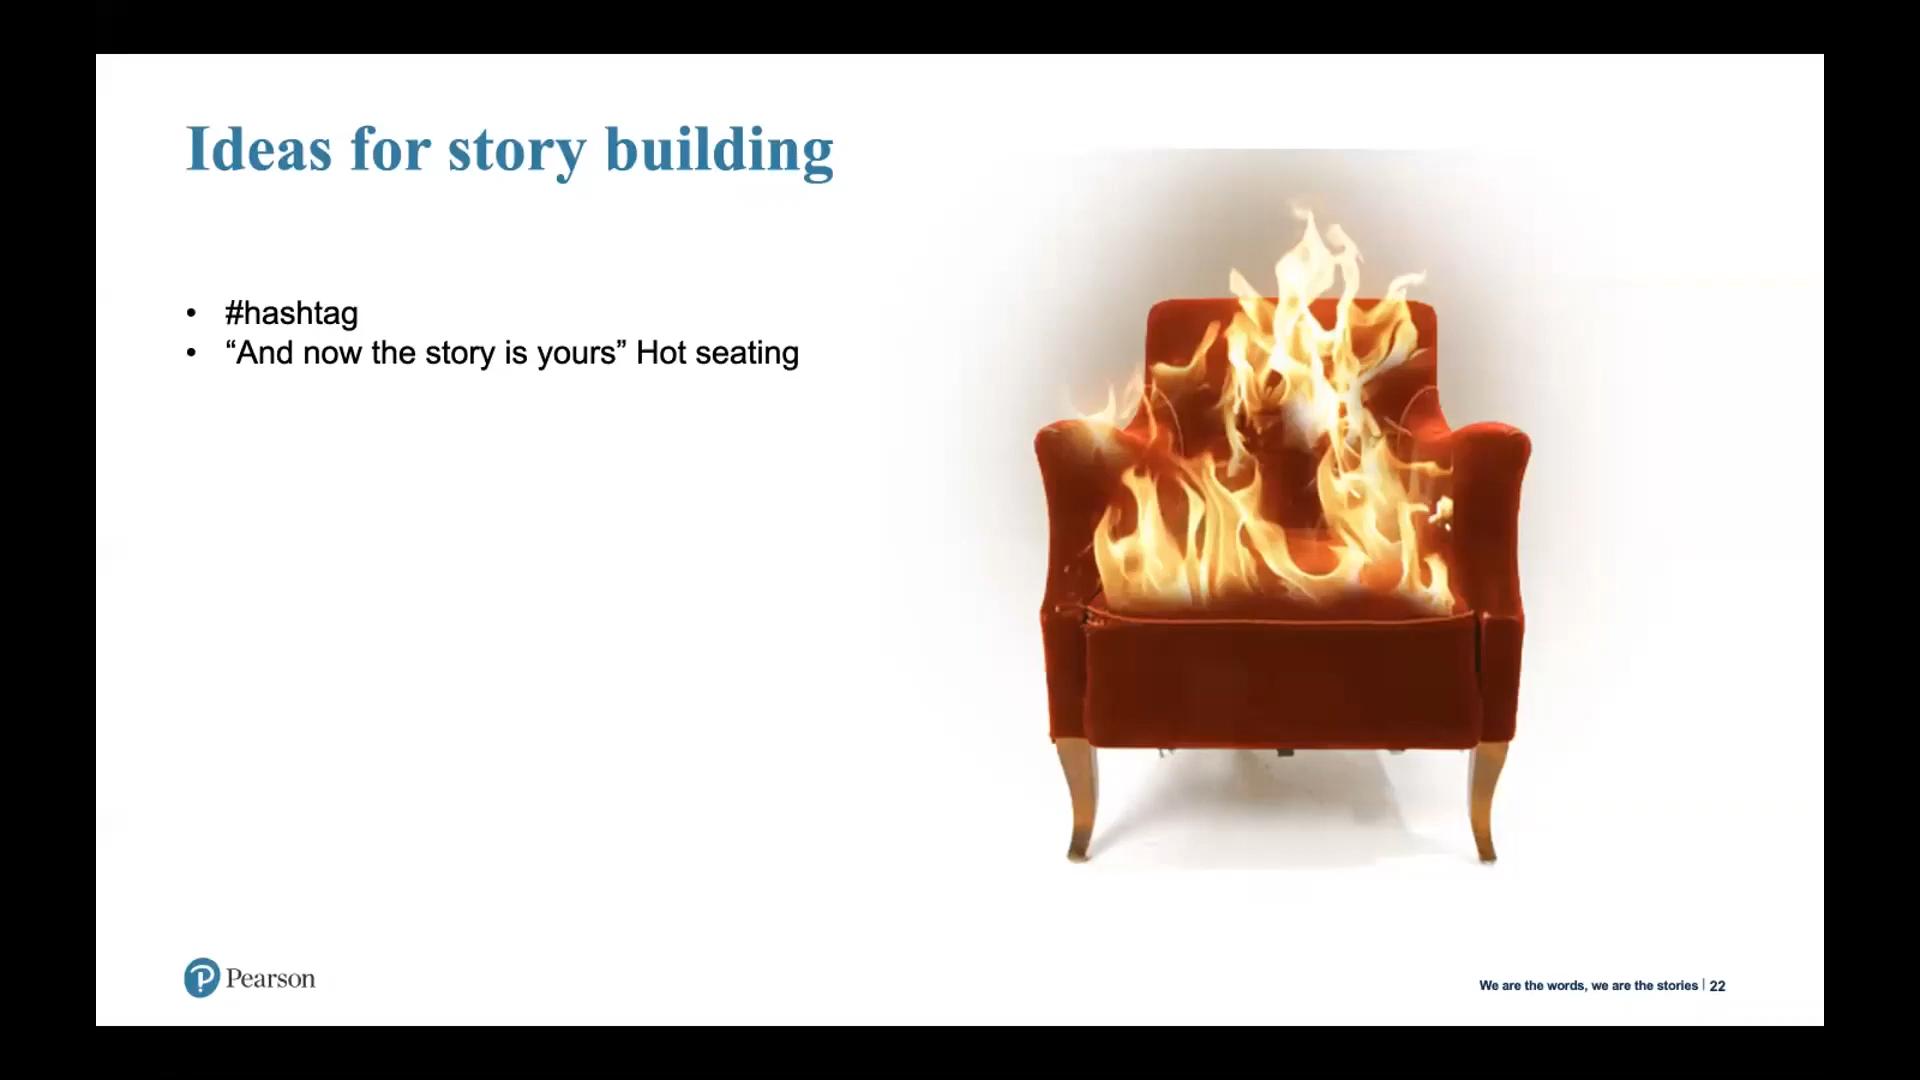 Ideas for story building
• #hashtag
• “And now the story is yours” Hot seating
Pearson
We are the words, we are the stories | 22